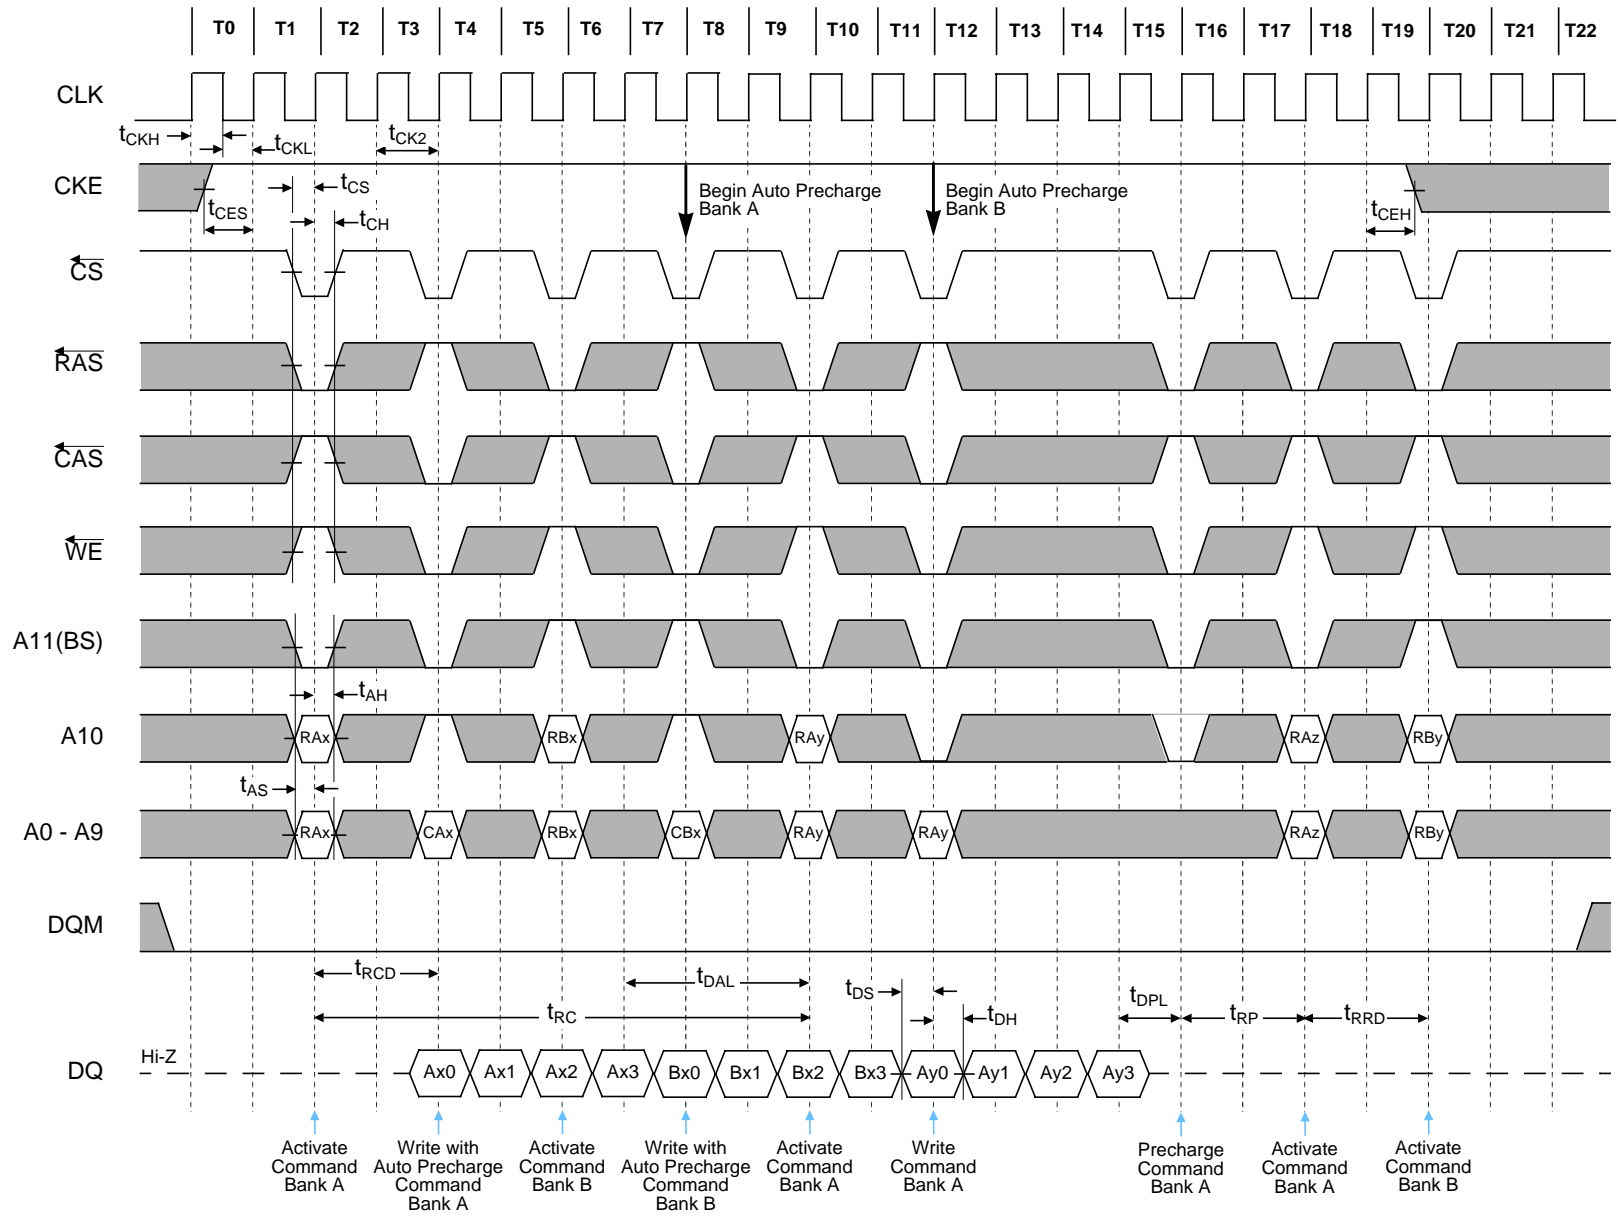 T0 T1 T2 T3 T4 T5 T6 T7 T8 T9 T10 T11 T12 T13 T14 T15 T16 T17 T18 T19 T20 T21 T22
CLK
tCKH
tCKL
tCK2
CKE
tCES
tCS
tCH
Begin Auto Precharge
Bank A
Begin Auto Precharge
Bank B
tCEH
CS
RAS
CAS
WE
A11(BS)
tAH
A10
RAx RBx RAy RAz RBy
tAS
A0 - A9
RAx CAx RBx CBx RAy RAy RAz RBy
DQM
tRCD
tDAL
tRC
tDS
tDH
tDPL
tRP
tRRD
Hi-Z
DQ
Ax0 Ax1 Ax2 Ax3 Bx0 Bx1 Bx2 Bx3 Ay0 Ay1 Ay2 Ay3
Activate
Command
Bank A
Write with
Auto Precharge
Command
Bank A
Activate
Command
Bank B
Write with
Auto Precharge
Command
Bank B
Activate
Command
Bank A
Write
Command
Bank A
Precharge
Command
Bank A
Activate
Command
Bank A
Activate
Command
Bank B